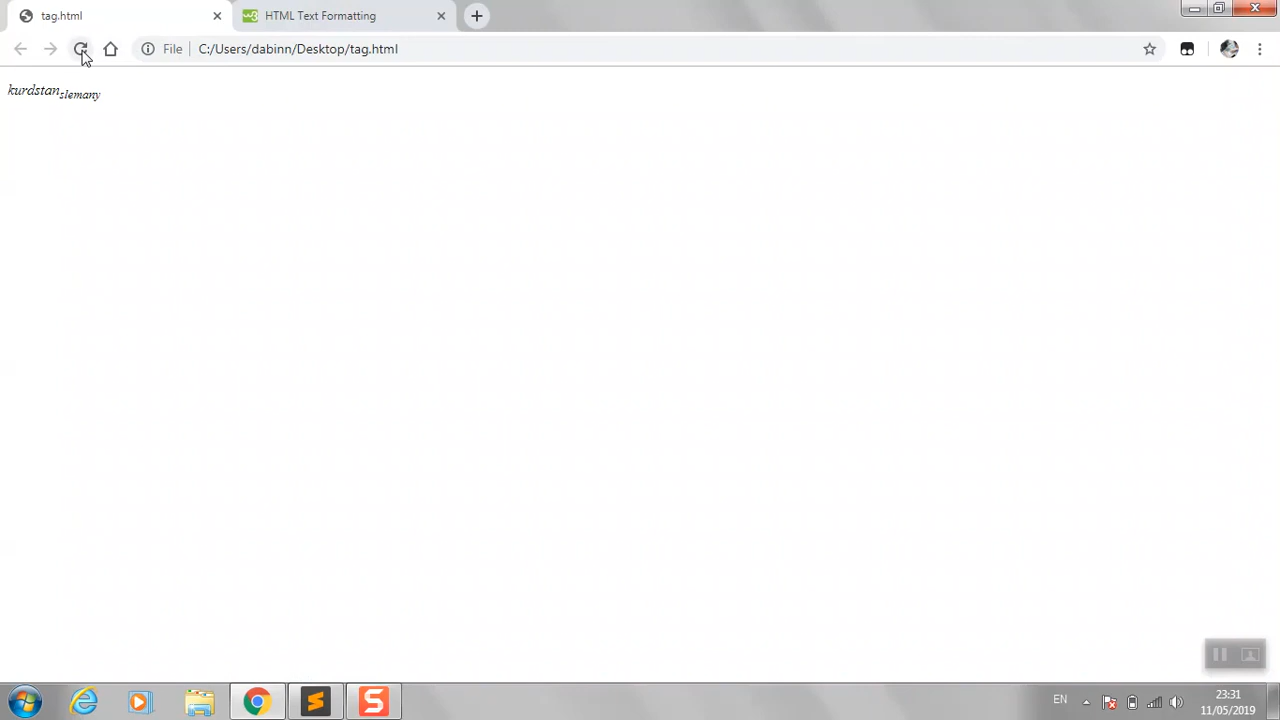 tag.html
HTML Text Formatting
File
C:/Users/dabinn/Desktop/tag.html
kurdstan slemany
EN
23:31
11/05/2019